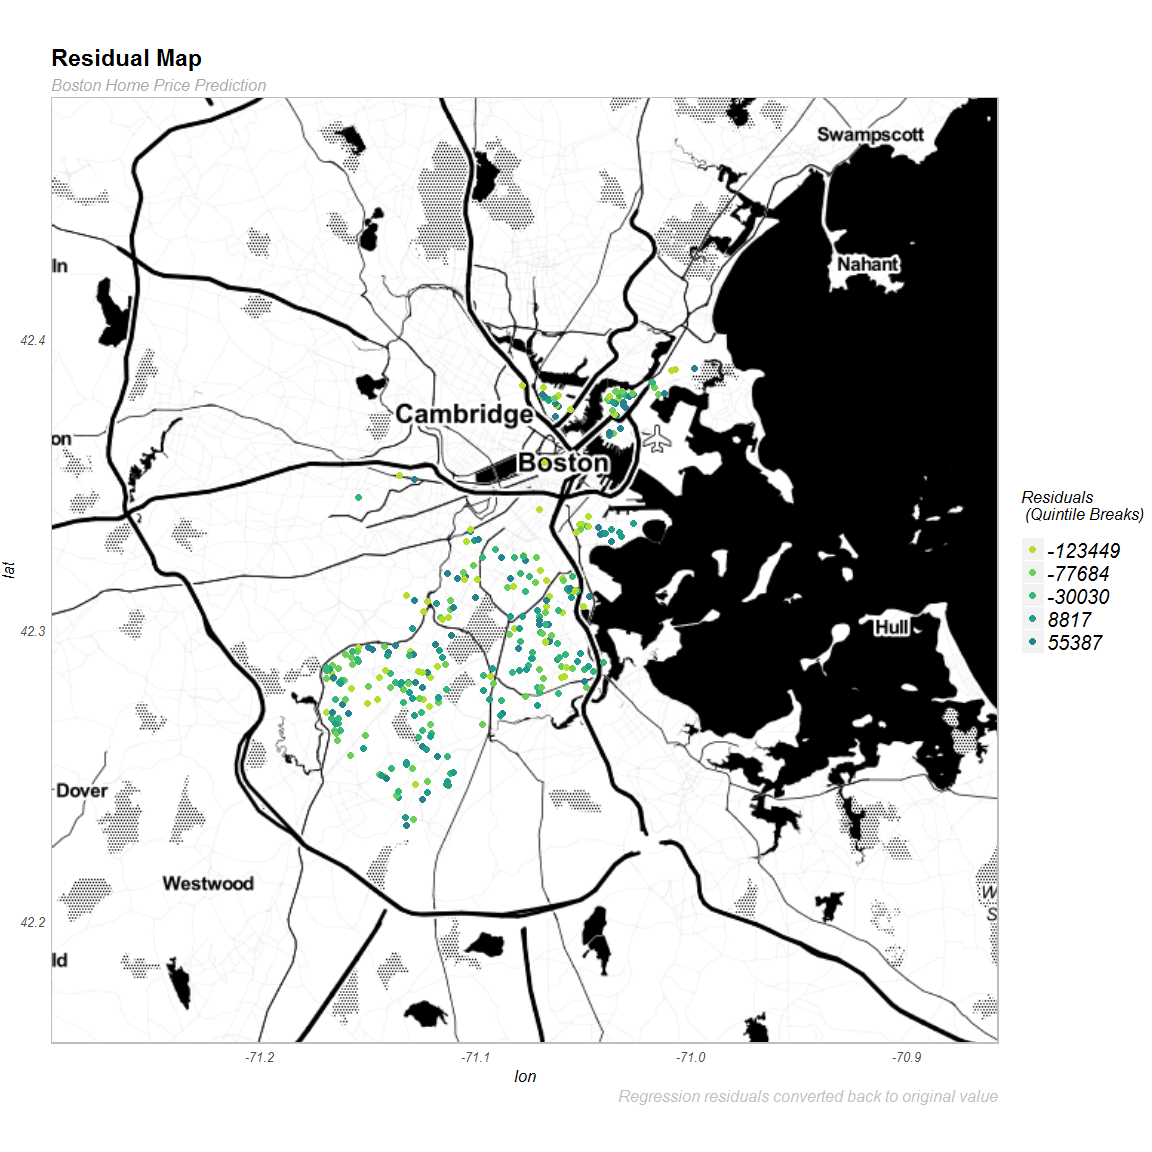 Residual Map
Boston Home Price Prediction
Swampscott
ln
Nahant
42.4
Cambridge
on
Boston
Residuals
(Quintile Breaks)
-123449
-77684
-30030
8817
55387
lat
42.3
Hull
Dover
Westwood
W
S
42.2
ld
-71.2
-71.1
-71.0
-70.9
lon
Regression residuals converted back to original value